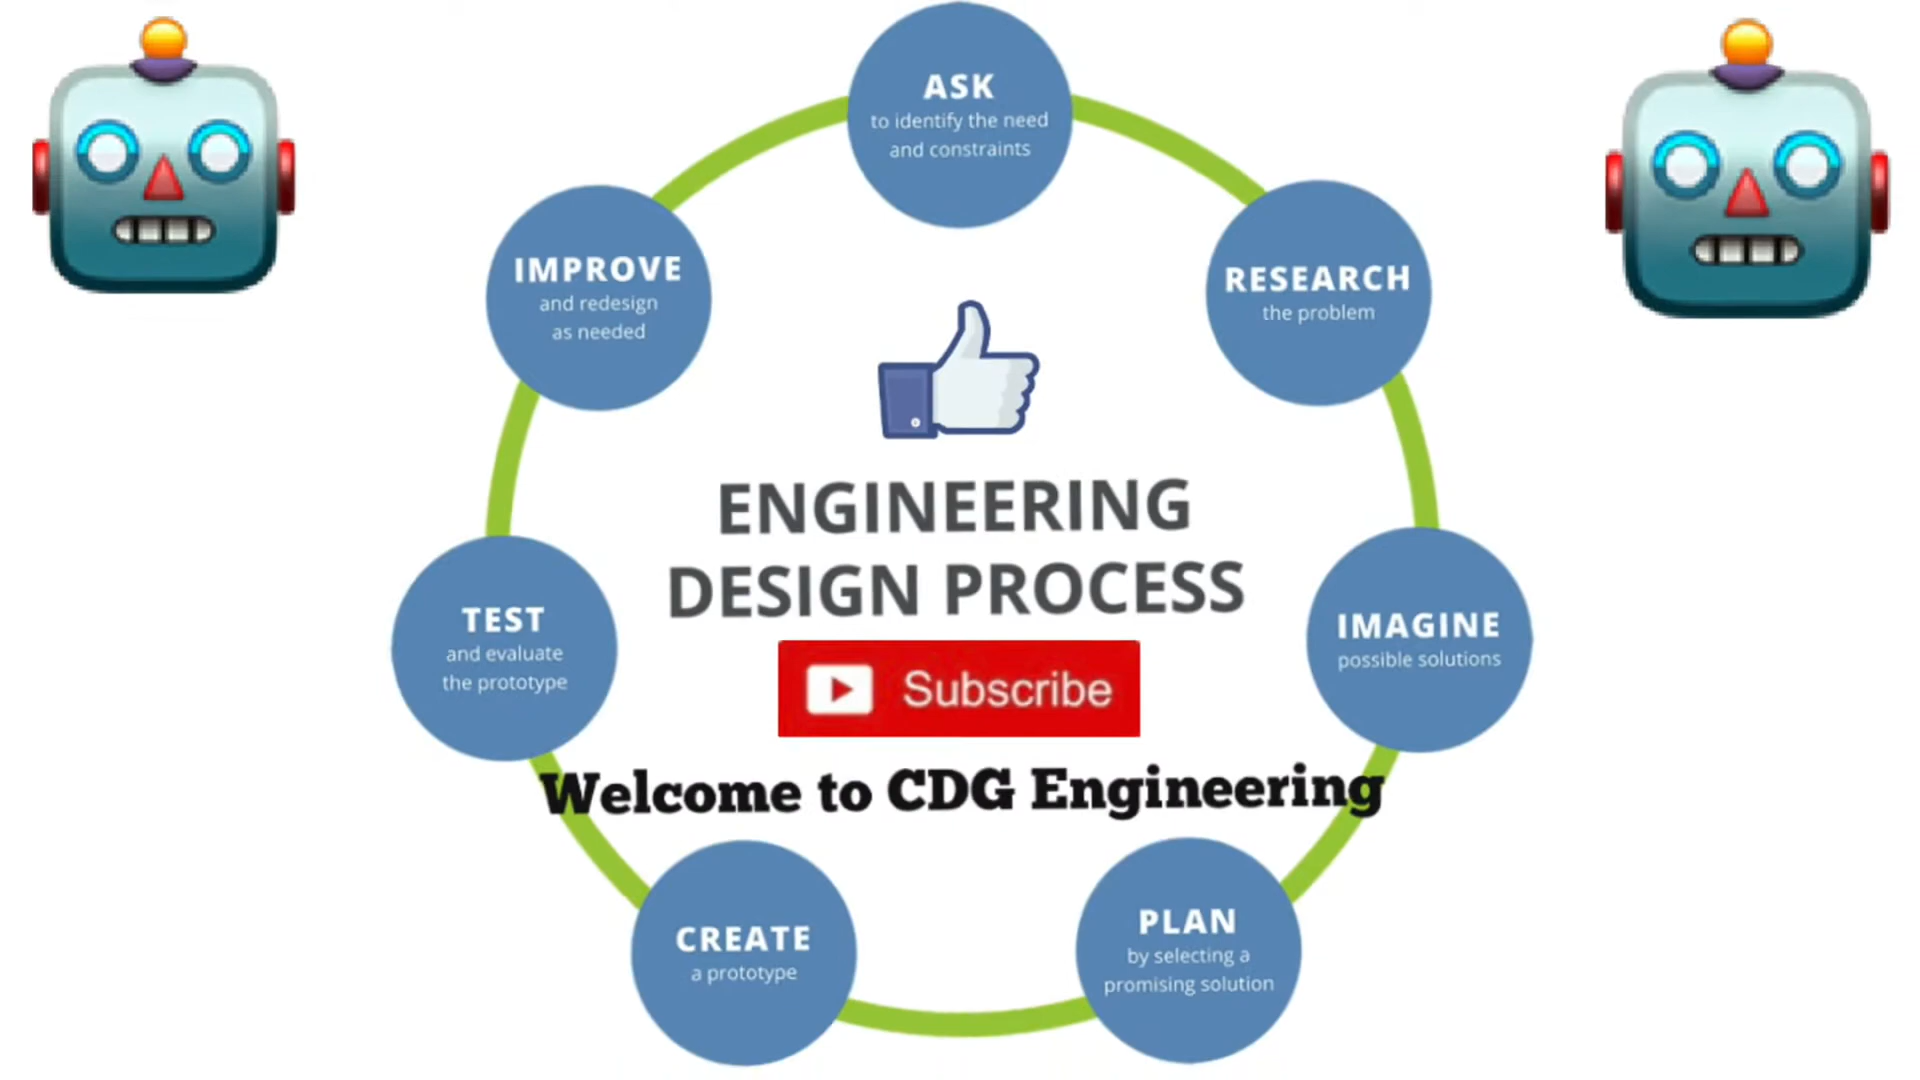 ASK
to identify the need
and constraints
RESEARCH
the problem
IMAGINE
possible solutions
PLAN
by selecting a
promising solution
CREATE
a prototype
TEST
and evaluate
the prototype
IMPROVE
and redesign
as needed
ENGINEERING
DESIGN PROCESS
Subscribe
Welcome to CDG Engineering